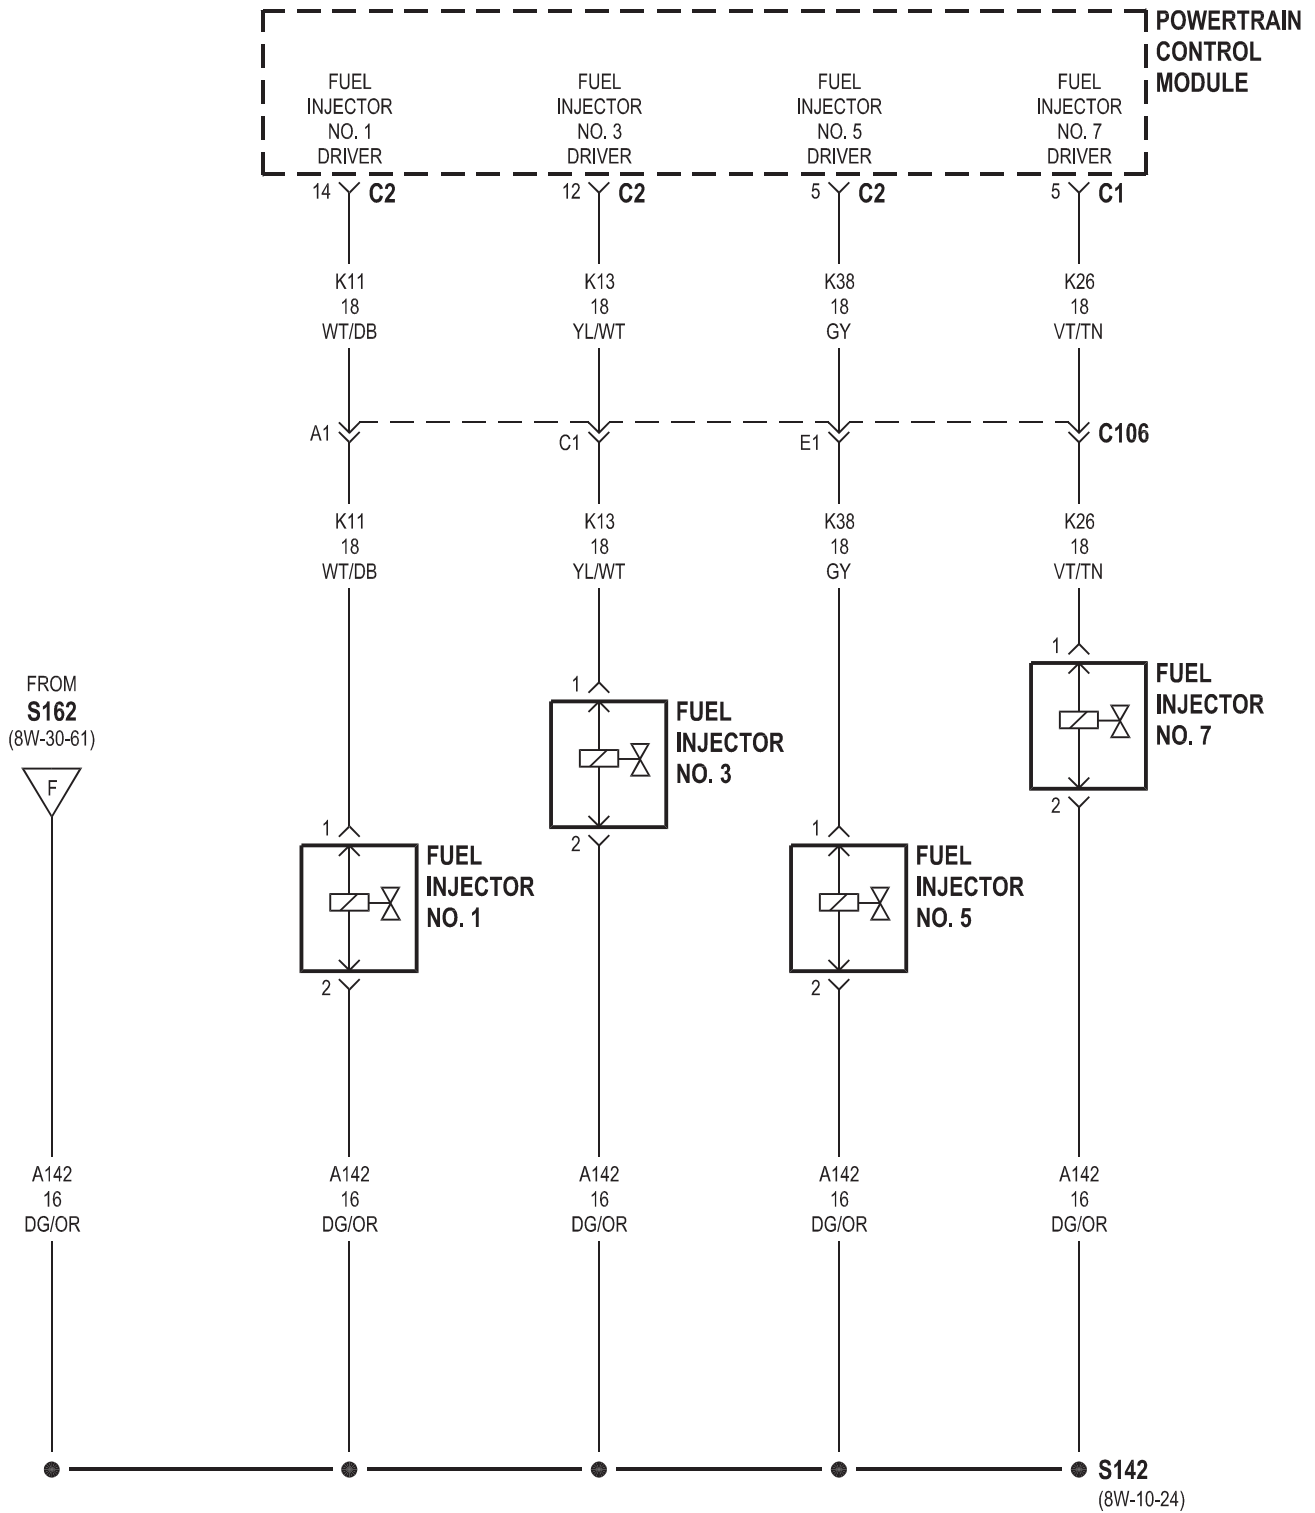 POWERTRAIN
CONTROL
MODULE
FUEL
INJECTOR
NO. 1
DRIVER
FUEL
INJECTOR
NO. 3
DRIVER
FUEL
INJECTOR
NO. 5
DRIVER
FUEL
INJECTOR
NO. 7
DRIVER
14 C2
12 C2
5 C2
5 C1
K11
18
WT/DB
K13
18
YL/WT
K38
18
GY
K26
18
VT/TN
A1
C1
E1
C106
K11
18
WT/DB
K13
18
YL/WT
K38
18
GY
K26
18
VT/TN
FROM
S162
(8W-30-61)
F
1
FUEL
INJECTOR
NO. 1
2
1
FUEL
INJECTOR
NO. 3
2
1
FUEL
INJECTOR
NO. 5
2
1
FUEL
INJECTOR
NO. 7
2
A142
16
DG/OR
A142
16
DG/OR
A142
16
DG/OR
A142
16
DG/OR
A142
16
DG/OR
S142
(8W-10-24)